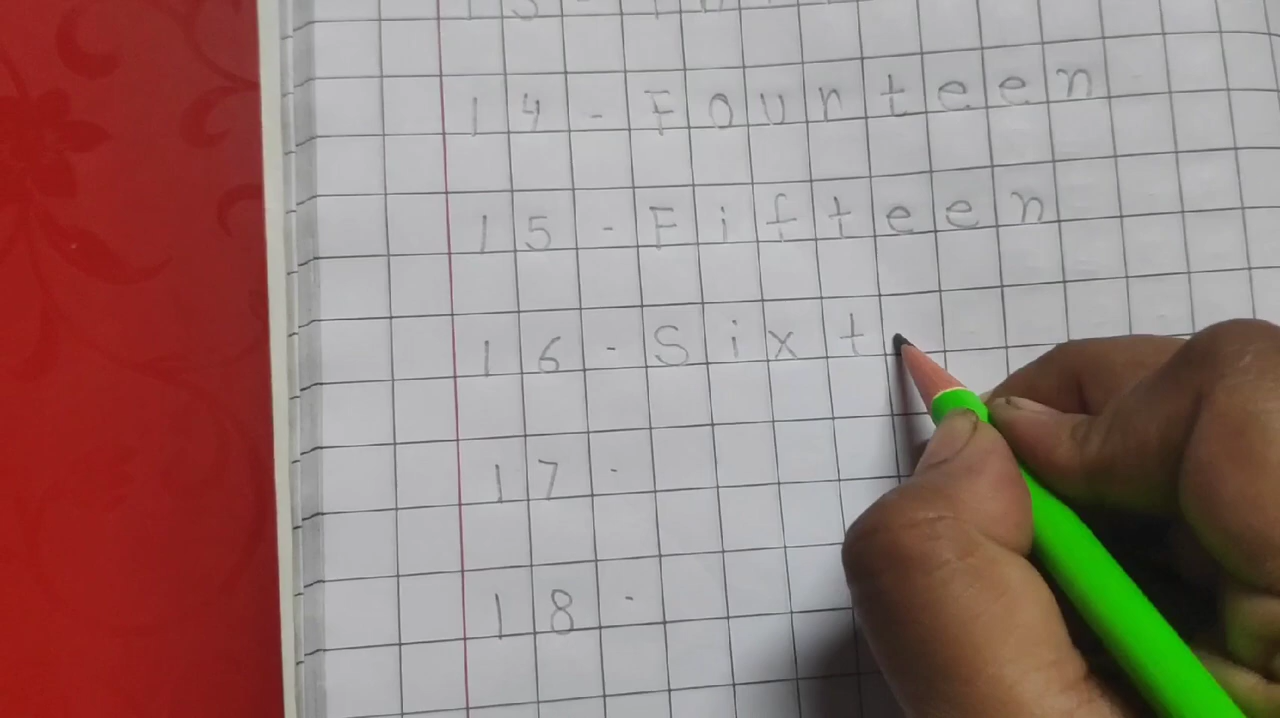 14 - Fourteen
15 - Fifteen
16 - Sixt
17 -
18 -